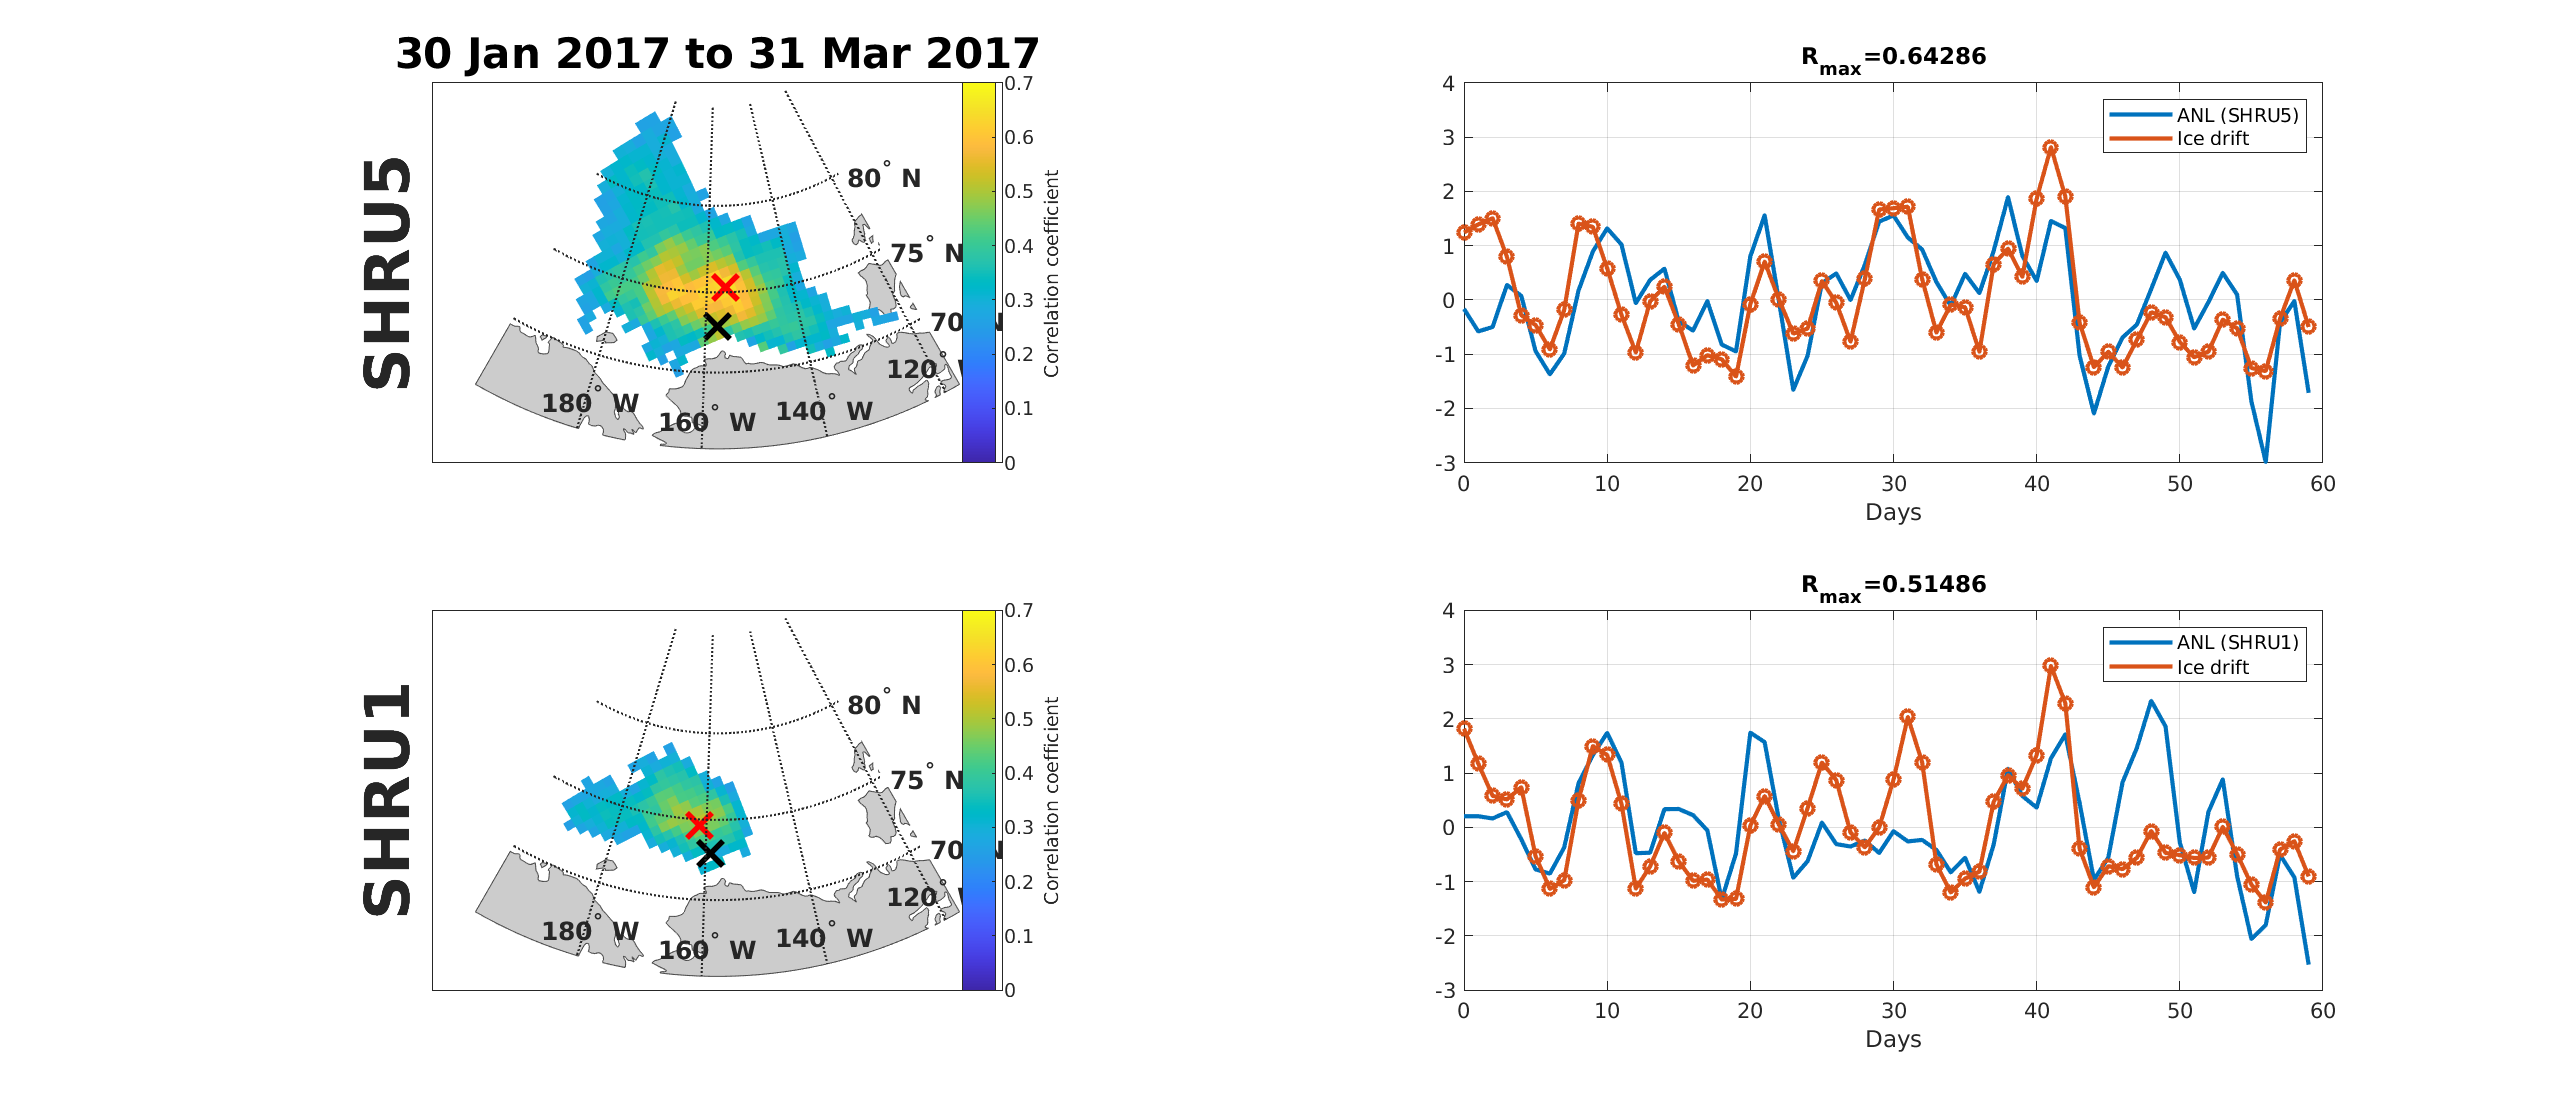 30 Jan 2017 to 31 Mar 2017
SHRU5
80° N
75° N
70° N
120° W
180° W
160° W
140° W
0.7
0.6
0.5
0.4
0.3
0.2
0.1
0
Correlation coefficient
Rmax=0.64286
ANL (SHRU5)
Ice drift
4
3
2
1
0
-1
-2
-3
0 10 20 30 40 50 60
Days
SHRU1
80° N
75° N
70° N
120° W
180° W
160° W
140° W
0.7
0.6
0.5
0.4
0.3
0.2
0.1
0
Correlation coefficient
Rmax=0.51486
ANL (SHRU1)
Ice drift
4
3
2
1
0
-1
-2
-3
0 10 20 30 40 50 60
Days